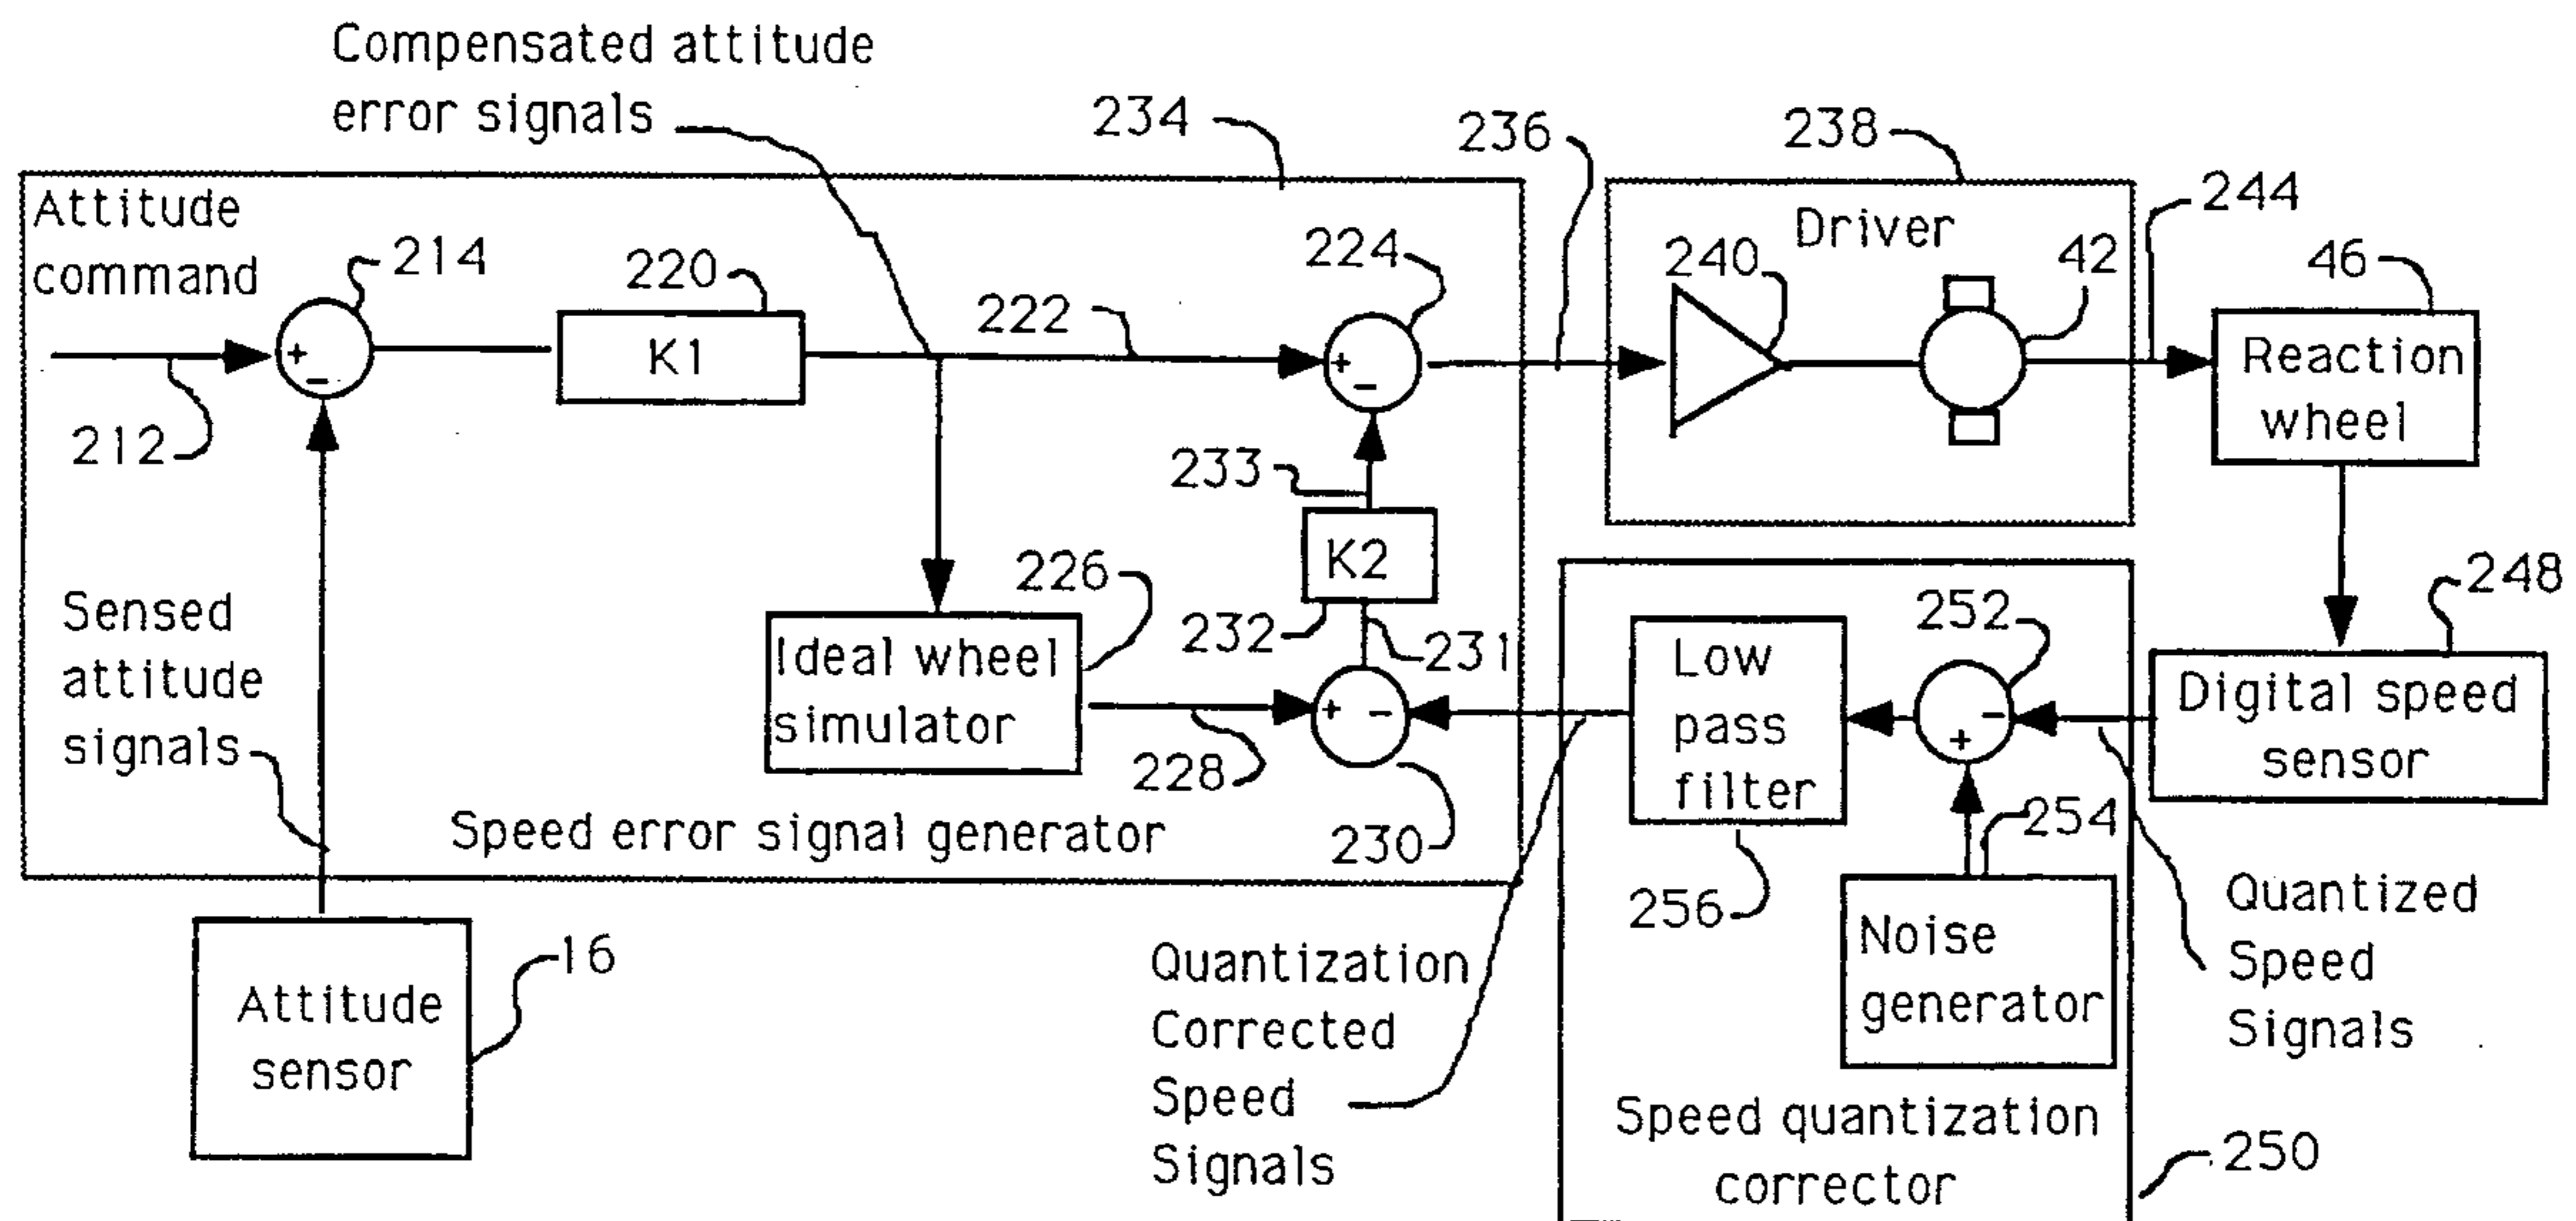 Compensated attitude
error signals
234
236
238
244
Attitude
command
214
220
222
224
Driver
240
42
46
K1
+
-
+
-
Reaction
wheel
212
233
K2
226
232
231
252
248
Sensed
attitude
signals
Ideal wheel
simulator
228
+ -
230
Low
pass
filter
-
+
Digital speed
sensor
254
Speed error signal generator
256
Noise
generator
Quantized
Speed
Signals
16
Attitude
sensor
Quantization
Corrected
Speed
Signals
Speed quantization
corrector
250